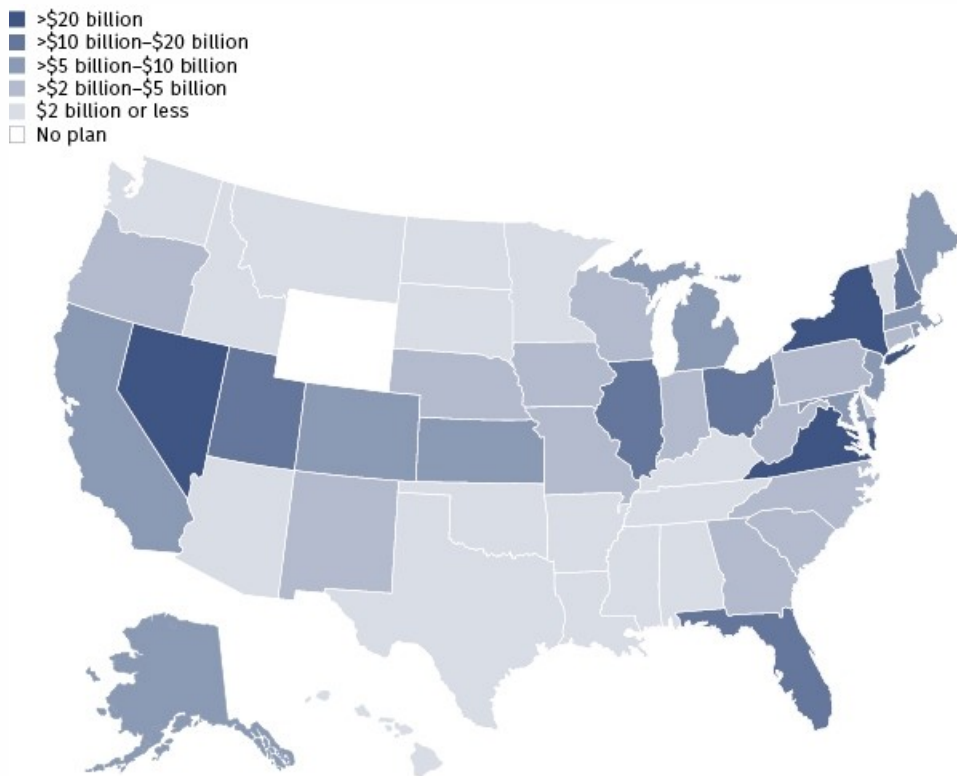 >$20 billion
>$10 billion–$20 billion
>$5 billion–$10 billion
>$2 billion–$5 billion
$2 billion or less
No plan